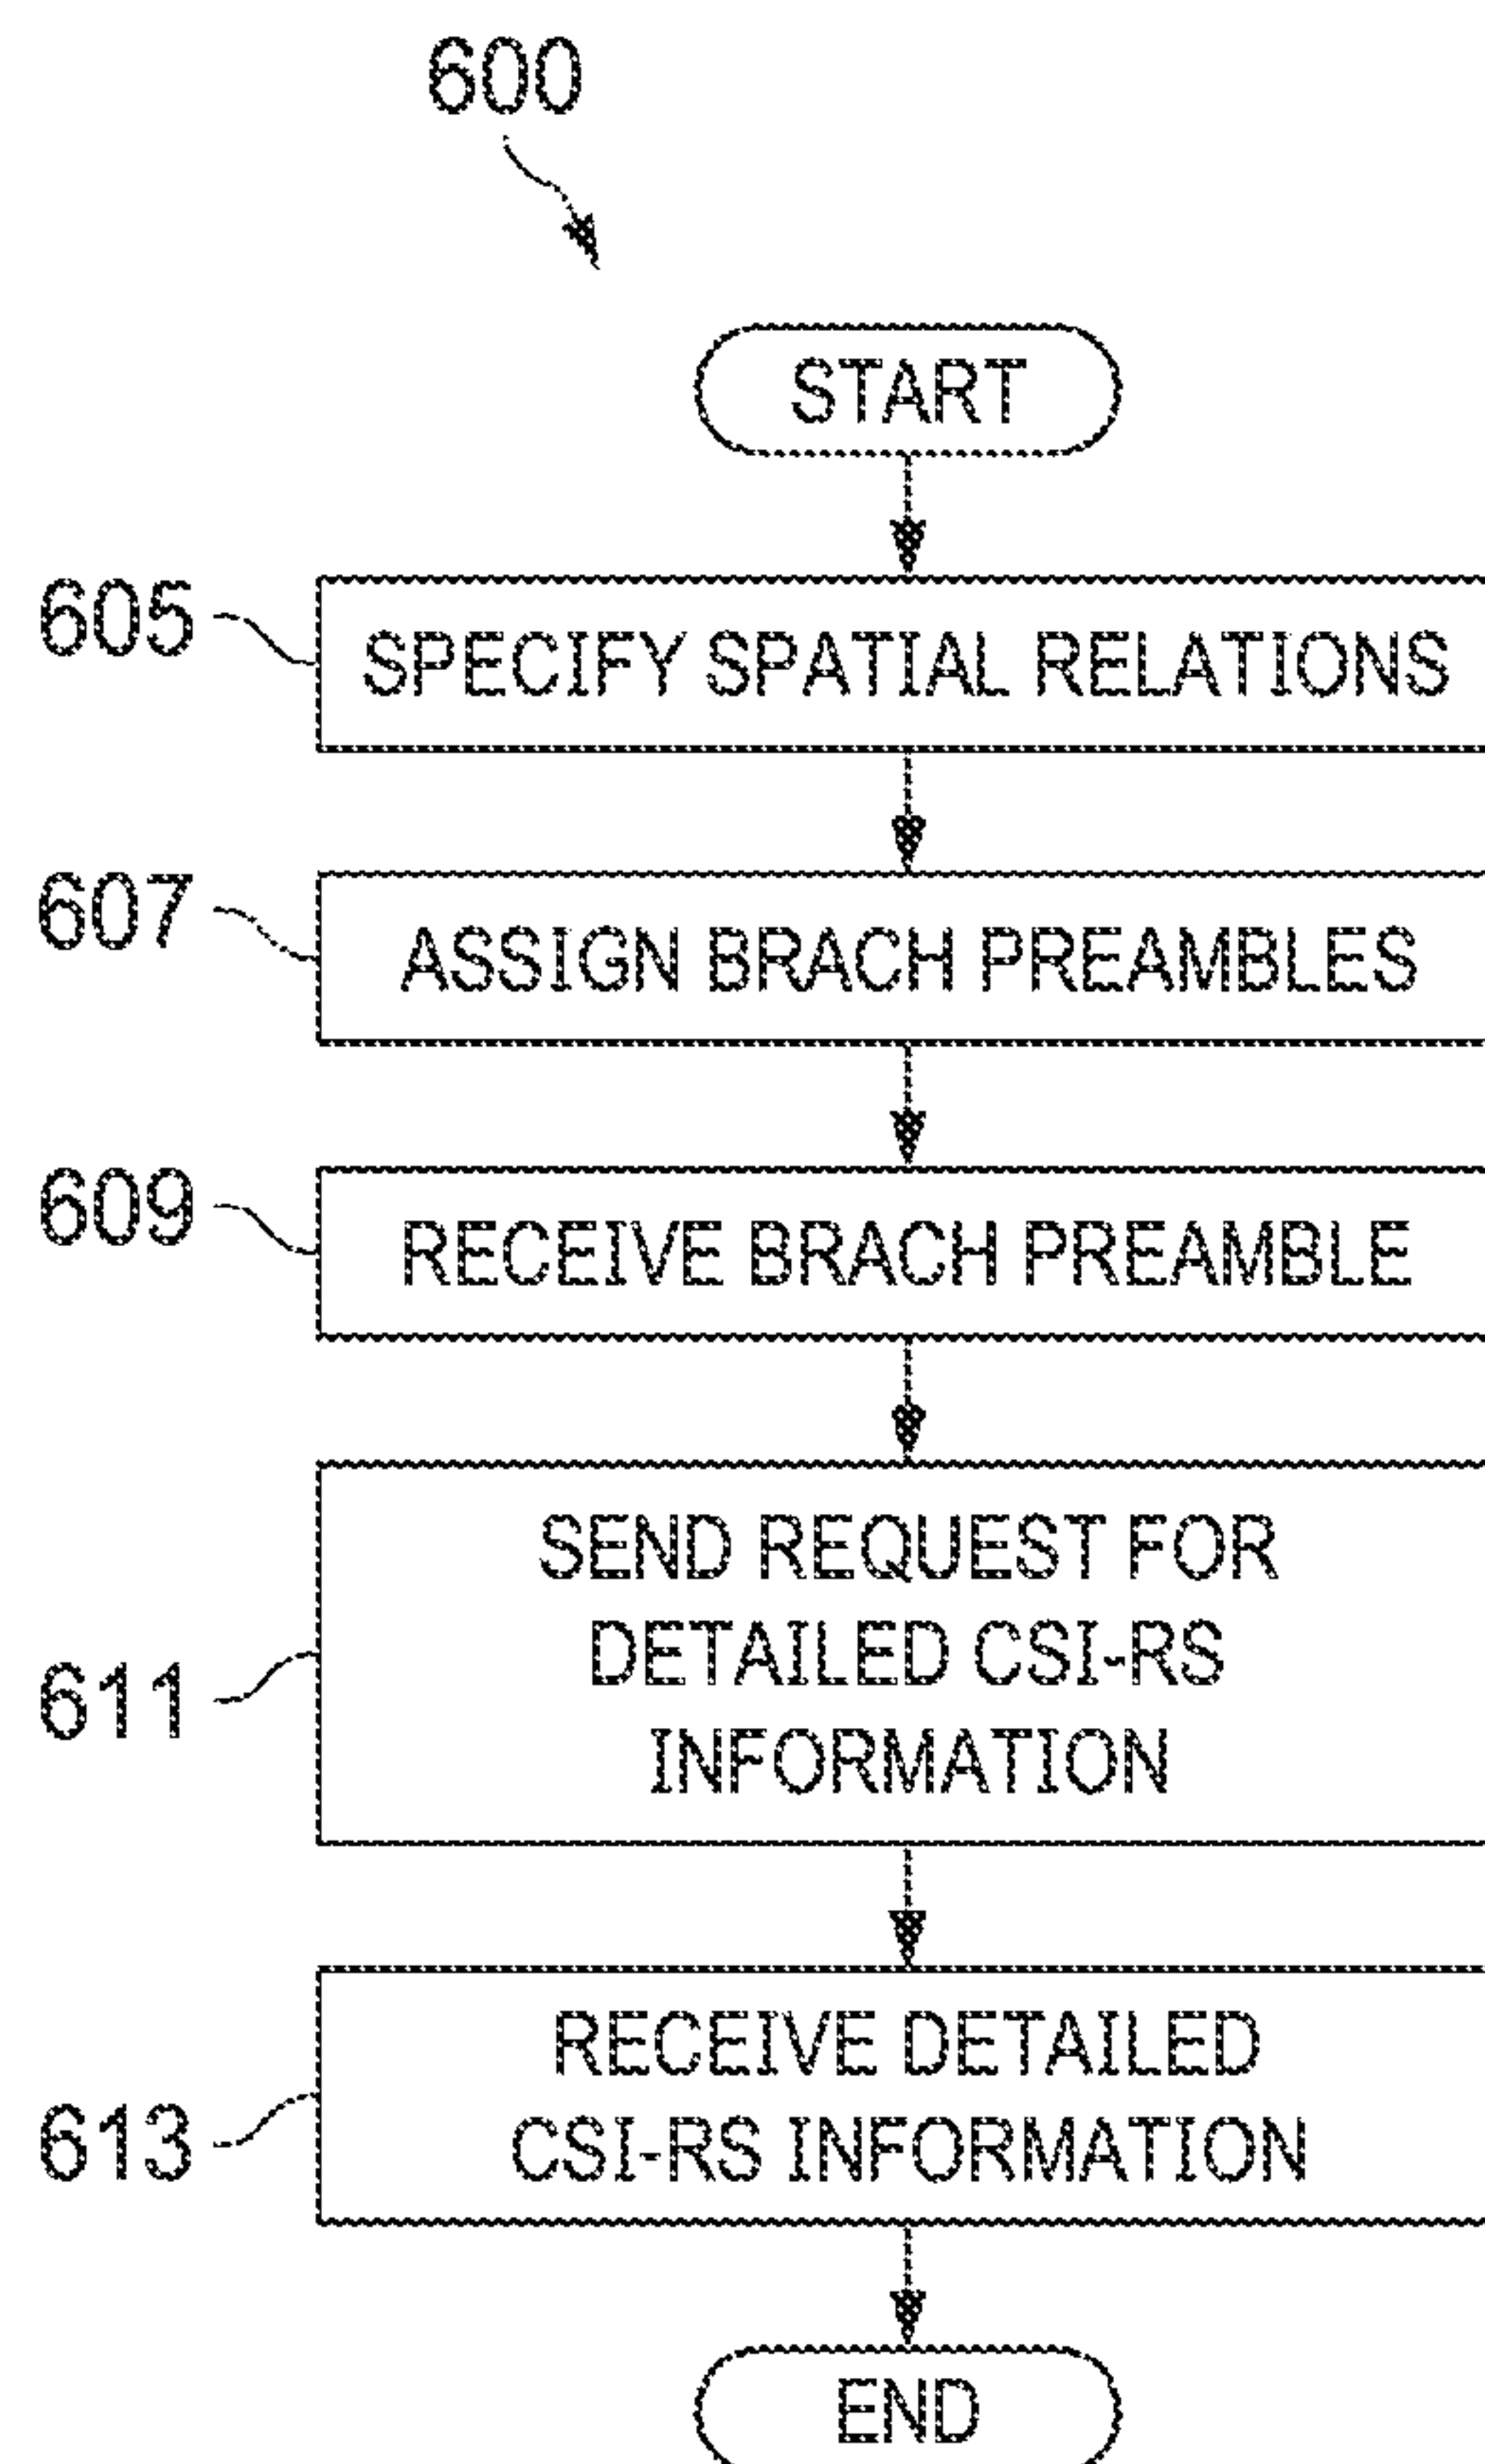 600
START
605
SPECIFY SPATIAL RELATIONS
607
ASSIGN BRACH PREAMBLES
609
RECEIVE BRACH PREAMBLE
611
SEND REQUEST FOR
DETAILED CSI-RS
INFORMATION
613
RECEIVE DETAILED
CSI-RS INFORMATION
END